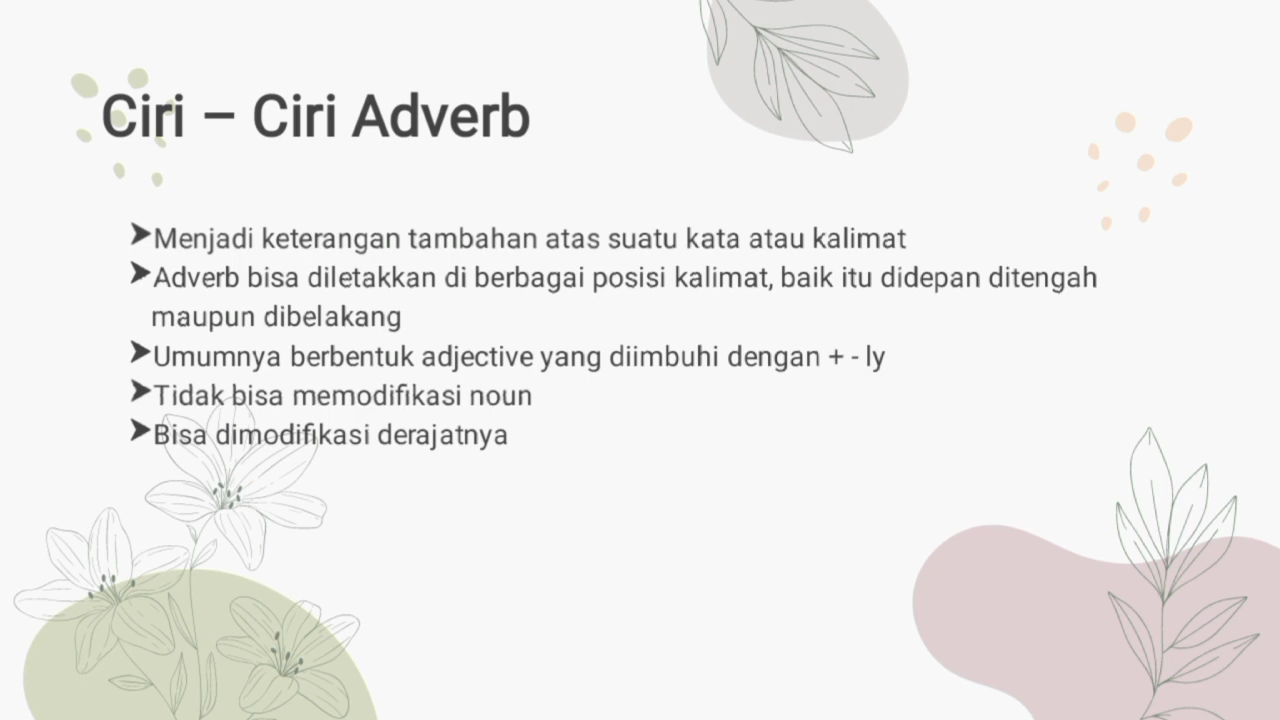 Ciri – Ciri Adverb
➤Menjadi keterangan tambahan atas suatu kata atau kalimat
➤Adverb bisa diletakkan di berbagai posisi kalimat, baik itu didepan ditengah
maupun dibelakang
➤Umumnya berbentuk adjective yang diimbuhi dengan + - ly
➤Tidak bisa memodifikasi noun
➤Bisa dimodifikasi derajatnya